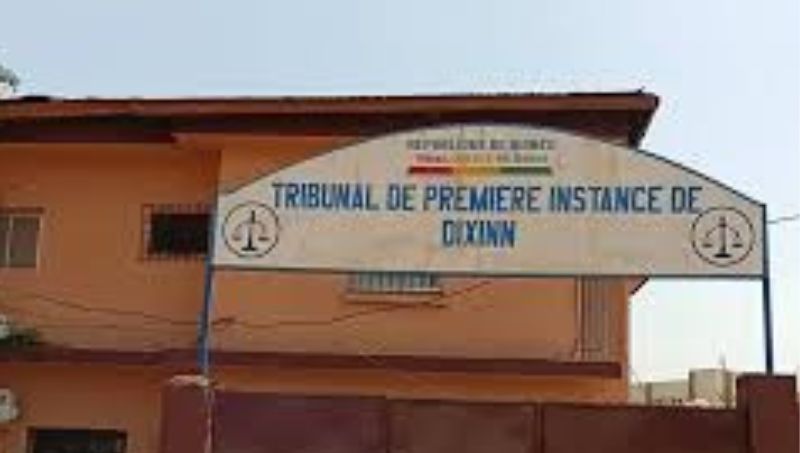 REPUBLIQUE DE GUINEE
TRIBUNAL DE PREMIERE INSTANCE DE
DIXINN